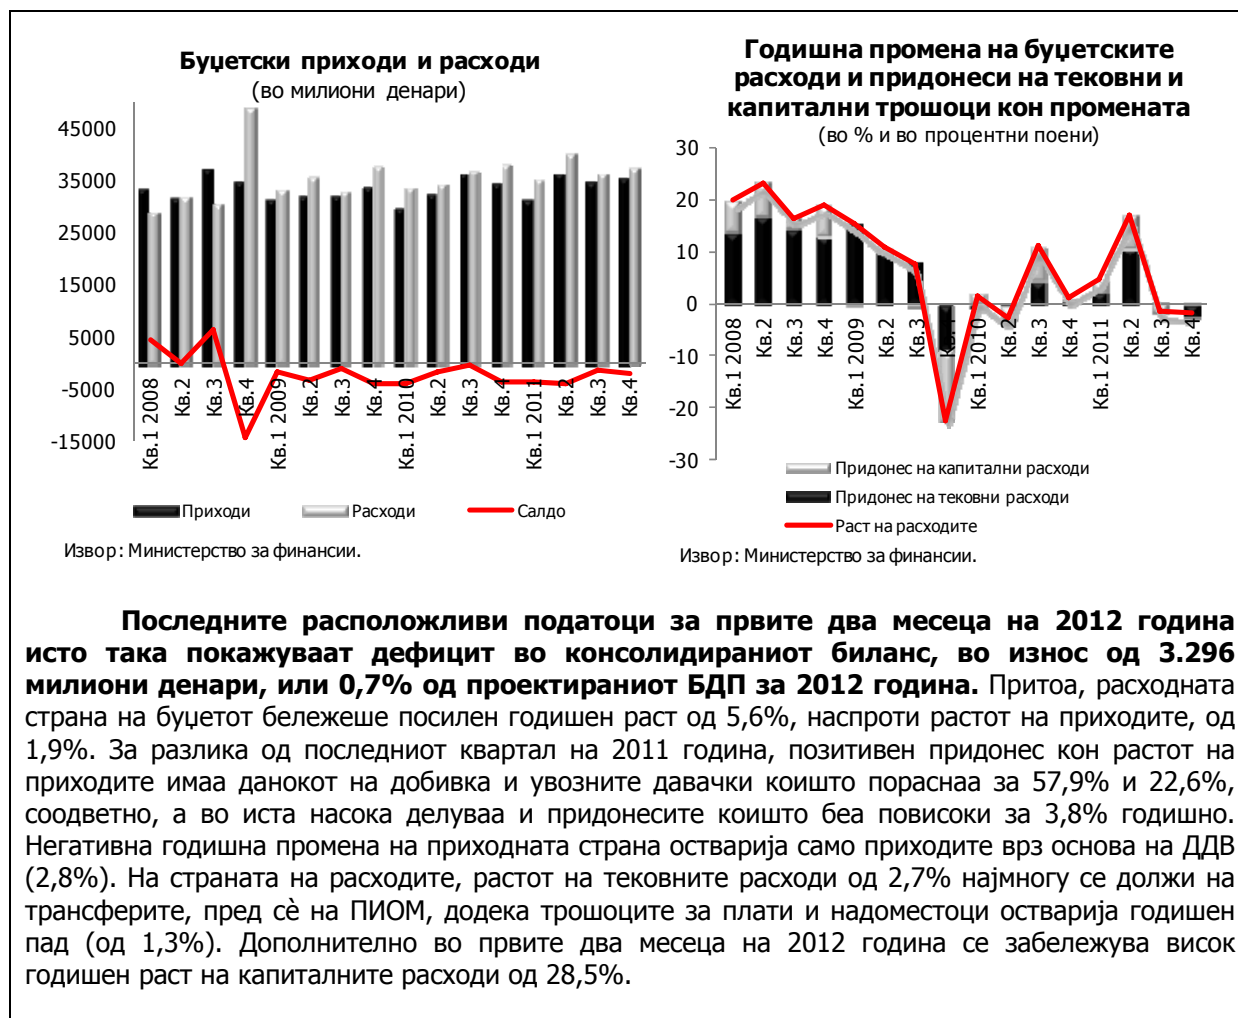 Буџетски приходи и расходи
(во милиони денари)
45000
35000
25000
15000
5000
-5000
-15000
Кв.1 2008
Кв.2
Кв.3
Кв.4
Кв.1 2009
Кв.2
Кв.3
Кв.4
Кв.1 2010
Кв.2
Кв.3
Кв.4
Кв.1 2011
Кв.2
Кв.3
Кв.4
Приходи
Расходи
Салдо
Извор: Министерство за финансии.
Годишна промена на буџетските
расходи и придонеси на тековни и
капитални трошоци кон промената
(во % и во процентни поени)
30
20
10
0
-10
-20
-30
Кв.1 2008
Кв.2
Кв.3
Кв.4
Кв.1 2009
Кв.2
Кв.3
Кв.1 2010
Кв.2
Кв.3
Кв.4
Кв.1 2011
Кв.2
Кв.3
Кв.4
Придонес на капитални расходи
Придонес на тековни расходи
Раст на расходите
Извор: Министерство за финансии.
Последните расположливи податоци за првите два месеца на 2012 година
исто така покажуваат дефицит во консолидираниот биланс, во износ од 3.296
милиони денари, или 0,7% од проектираниот БДП за 2012 година. Притоа, расходната
страна на буџетот бележеше посилен годишен раст од 5,6%, наспроти растот на приходите, од
1,9%. За разлика од последниот квартал на 2011 година, позитивен придонес кон растот на
приходите имаа данокот на добивка и увозните давачки коишто пораснаа за 57,9% и 22,6%,
соодветно, а во иста насока делуваа и придонесите коишто беа повисоки за 3,8% годишно.
Негативна годишна промена на приходната страна остварија само приходите врз основа на ДДВ
(2,8%). На страната на расходите, растот на тековните расходи од 2,7% најмногу се должи на
трансферите, пред сѐ на ПИОМ, додека трошоците за плати и надоместоци остварија годишен
пад (од 1,3%). Дополнително во првите два месеца на 2012 година се забележува висок
годишен раст на капиталните расходи од 28,5%.